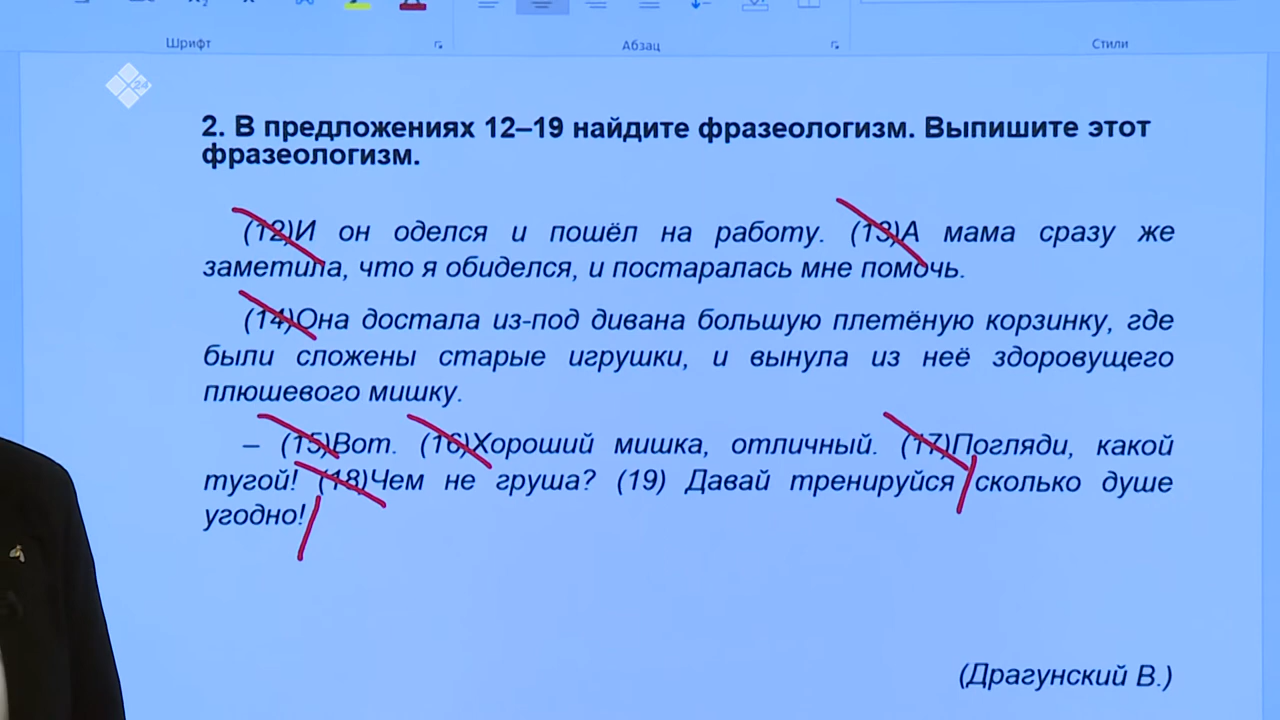 Шрифт Абзац Стили
24
2. В предложениях 12–19 найдите фразеологизм. Выпишите этот
фразеологизм.
(12)И он оделся и пошёл на работу. (13)А мама сразу же
заметила, что я обиделся, и постаралась мне помочь.
(14)Она достала из-под дивана большую плетёную корзинку, где
были сложены старые игрушки, и вынула из неё здоровущего
плюшевого мишку.
– (15)Вот. (16)Хороший мишка, отличный. (17)Погляди, какой
тугой! (18)Чем не груша? (19) Давай тренируйся сколько душе
угодно!
(Драгунский В.)